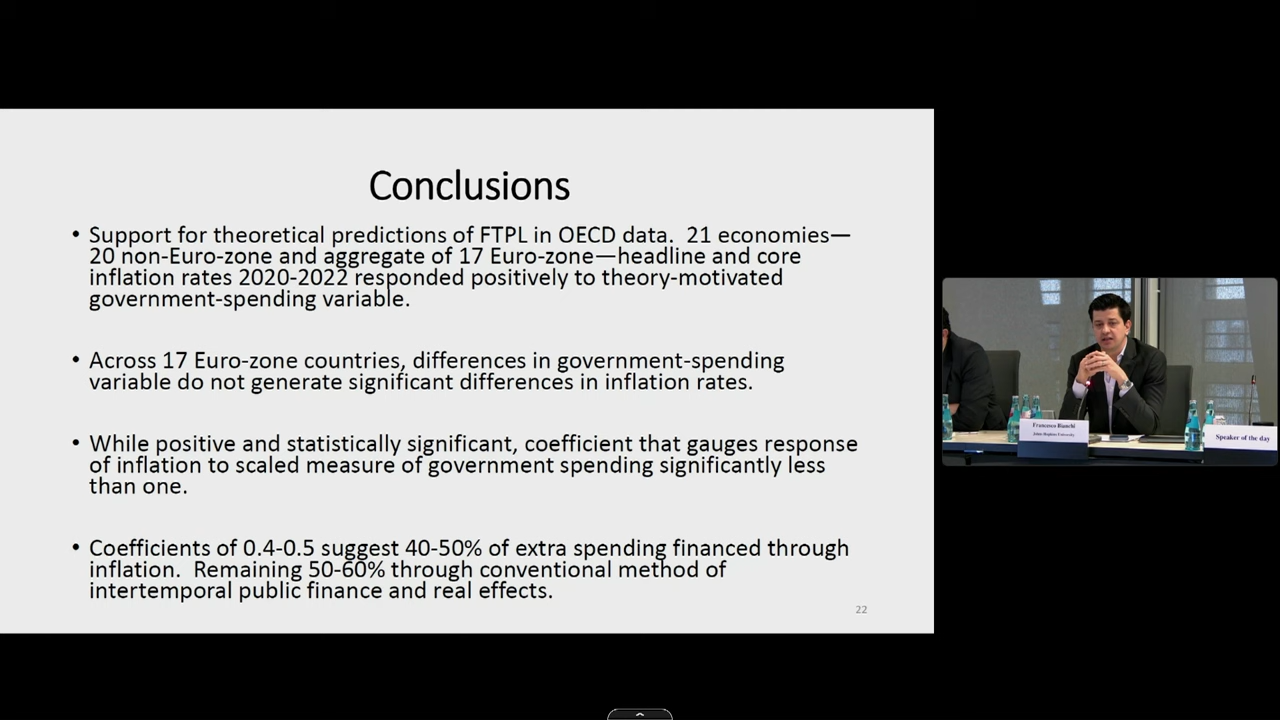 Conclusions
• Support for theoretical predictions of FTPL in OECD data.  21 economies—
20 non-Euro-zone and aggregate of 17 Euro-zone—headline and core
inflation rates 2020-2022 responded positively to theory-motivated
government-spending variable.
• Across 17 Euro-zone countries, differences in government-spending
variable do not generate significant differences in inflation rates.
• While positive and statistically significant, coefficient that gauges response
of inflation to scaled measure of government spending significantly less
than one.
• Coefficients of 0.4-0.5 suggest 40-50% of extra spending financed through
inflation.  Remaining 50-60% through conventional method of
intertemporal public finance and real effects.
22
Francesco Bianchi
Johns Hopkins University
Speaker of the day